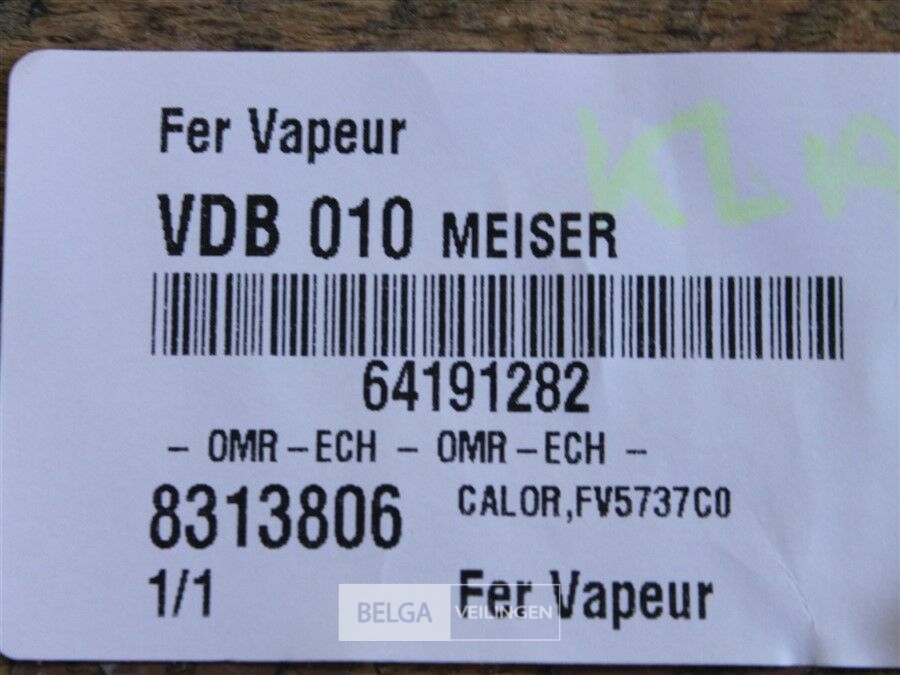 Fer Vapeur
VDB 010 MEISER
64191282
- OMR - ECH - OMR - ECH -
8313806 CALOR,FV5737C0
1/1 Fer Vapeur
BELGA VEILINGEN